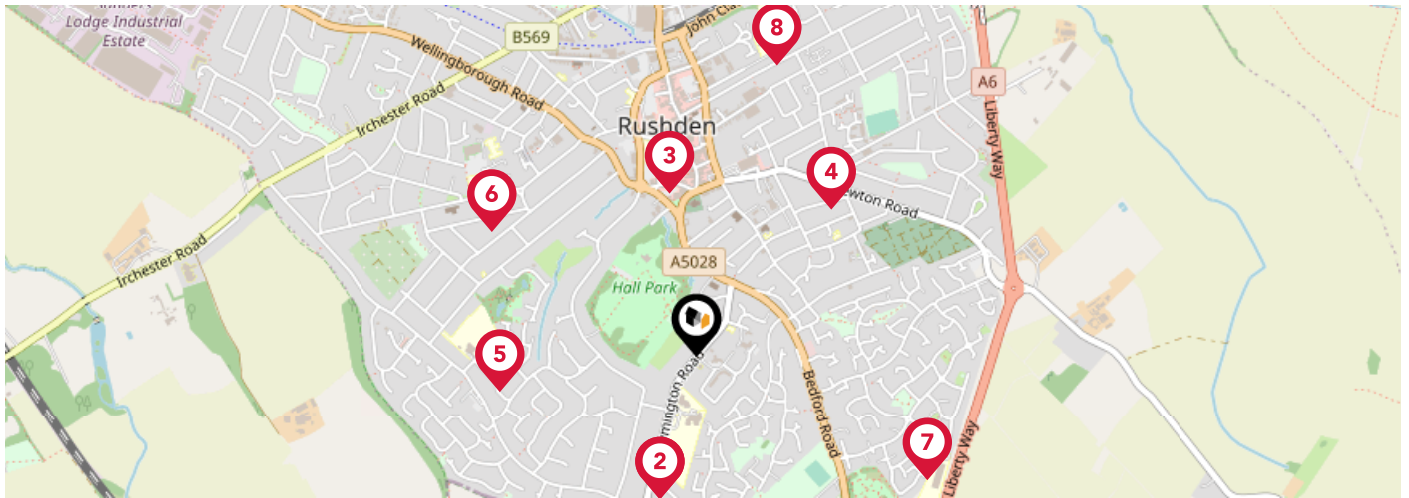 Lodge Industrial
Estate
B569
John
Wellingborough Road
8
A6
Irchester Road
Liberty Way
Rushden
3
4
6
ewton Road
Irchester Road
A5028
Hall Park
5
mington Road
Bedford Road
7
Liberty Way
2